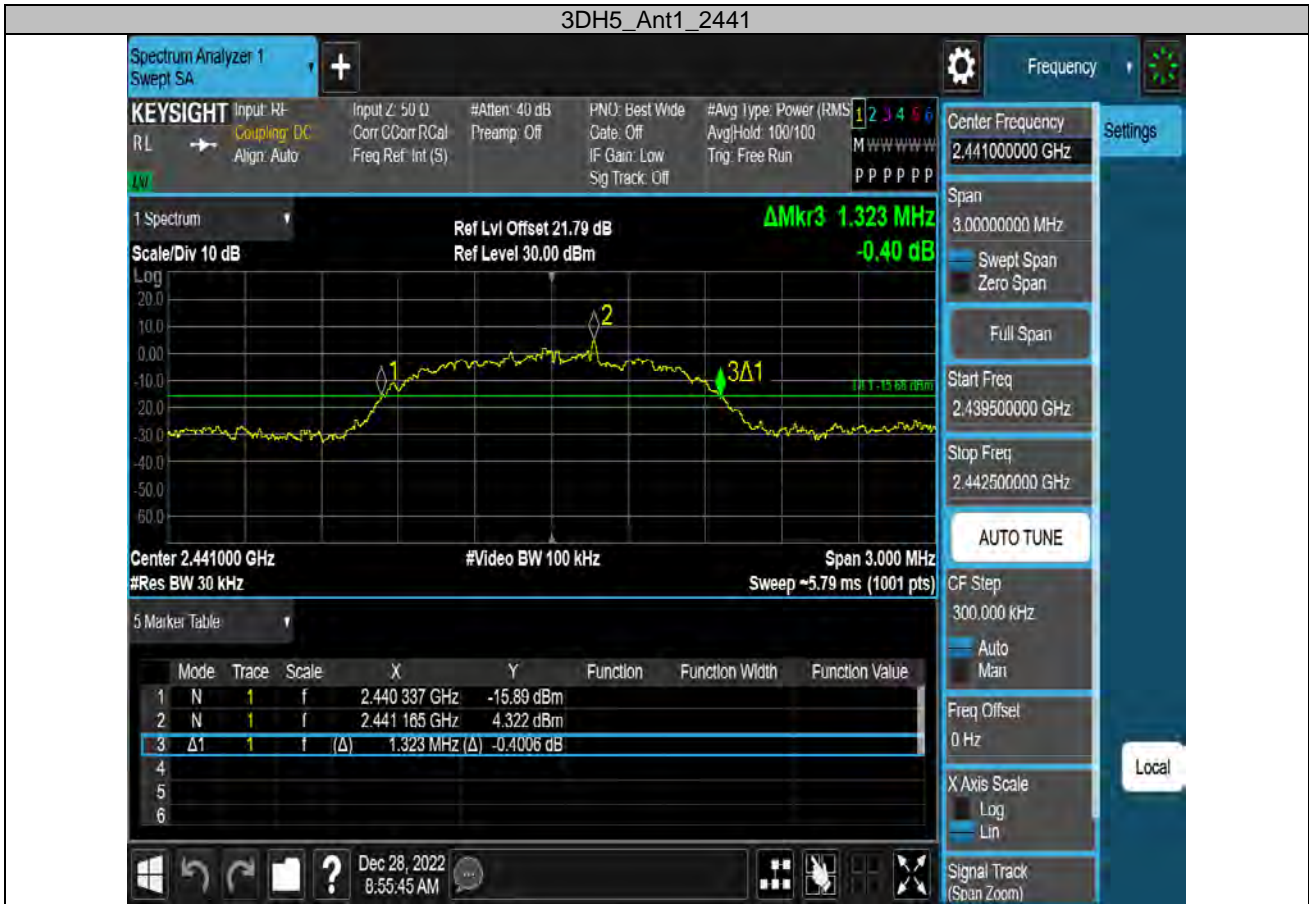 3DH5_Ant1_2441
Spectrum Analyzer 1
Swept SA
+
Frequency
KEYSIGHT
RL
Input: RF
Coupling: DC
Align: Auto
Input Z: 50 Ω
Corr CCorr RCal
Freq Ref: Int (S)
#Atten: 40 dB
Preamp: Off
PNO: Best Wide
Gate: Off
IF Gain: Low
Sig Track: Off
#Avg Type: Power (RMS
Avg|Hold: 100/100
Trig: Free Run
1 2 3 4 5 6
M W W W W W
P P P P P P
1 Spectrum
Scale/Div 10 dB
Ref Lvl Offset 21.79 dB
Ref Level 30.00 dBm
ΔMkr3 1.323 MHz
-0.40 dB
Log
20.0
10.0
0.00
-10.0
-20.0
-30.0
-40.0
-50.0
-60.0
1
2
3Δ1
DL1 -15.68 dBm
Center 2.441000 GHz
#Video BW 100 kHz
Span 3.000 MHz
#Res BW 30 kHz
Sweep ~5.79 ms (1001 pts)
5 Marker Table
Mode Trace Scale X Y Function Function Width Function Value
1 N 1 f 2.440 337 GHz -15.89 dBm
2 N 1 f 2.441 165 GHz 4.322 dBm
3 Δ1 1 f (Δ) 1.323 MHz (Δ) -0.4006 dB
4
5
6
Dec 28, 2022
8:55:45 AM
?
Center Frequency
2.441000000 GHz
Settings
Span
3.00000000 MHz
Swept Span
Zero Span
Full Span
Start Freq
2.439500000 GHz
Stop Freq
2.442500000 GHz
AUTO TUNE
CF Step
300.000 kHz
Auto
Man
Freq Offset
0 Hz
Local
X Axis Scale
Log
Lin
Signal Track
(Span Zoom)